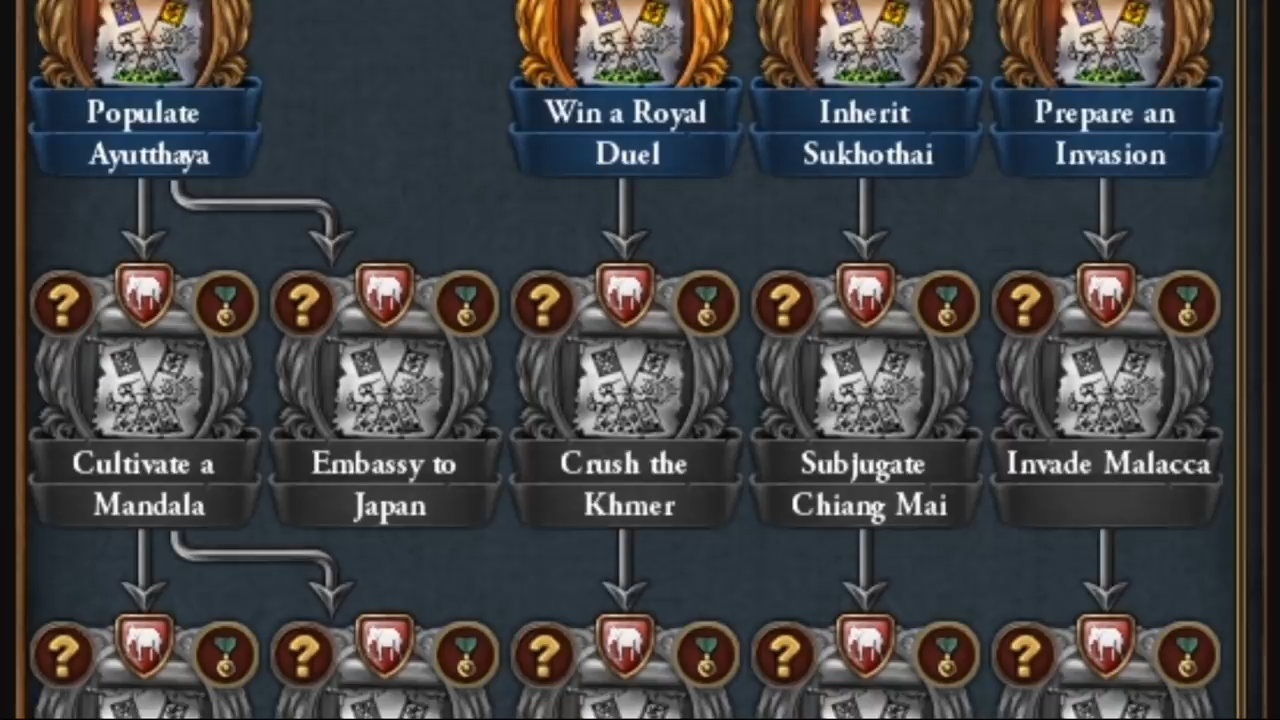 Populate
Ayutthaya
Win a Royal
Duel
Inherit
Sukhothai
Prepare an
Invasion
? ? ? ? ?
Cultivate a
Mandala
Embassy to
Japan
Crush the
Khmer
Subjugate
Chiang Mai
Invade Malacca
? ? ? ? ?